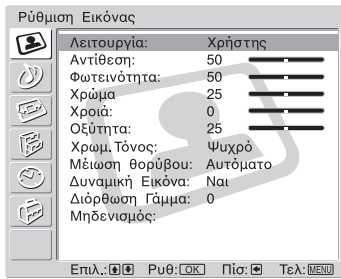 Ρύθμιση Εικόνας
Λειτουργία: Χρήστης
Αντίθεση: 50
Φωτεινότητα: 50
Χρώμα 25
Χροιά: 0
Οξύτητα: 25
Χρωμ. Τόνος: Ψυχρό
Μέιωση θορύβου: Αυτόματο
Δυναμική Εικόνα: Ναι
Διόρθωση Γάμμα: 0
Μηδενισμός:
Επιλ.: Ρυθ: OK Πίσ: Τελ: MENU